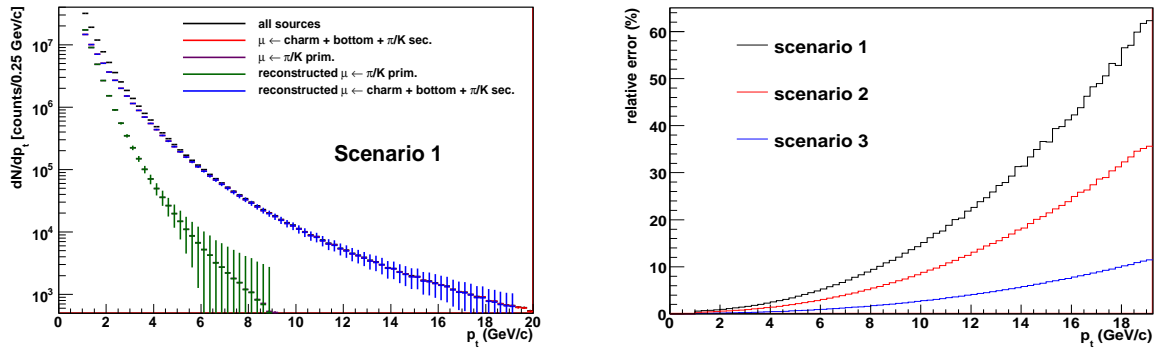 dN/dp_t [counts/0.25 Gev/c]
10^7
10^6
10^5
10^4
10^3
all sources
μ ← charm + bottom + π/K sec.
μ ← π/K prim.
reconstructed μ ← π/K prim.
reconstructed μ ← charm + bottom + π/K sec.
Scenario 1
0 2 4 6 8 10 12 14 16 18 20
p_t (GeV/c)
relative error (%)
60
50
40
30
20
10
0
scenario 1
scenario 2
scenario 3
0 2 4 6 8 10 12 14 16 18
p_t (GeV/c)